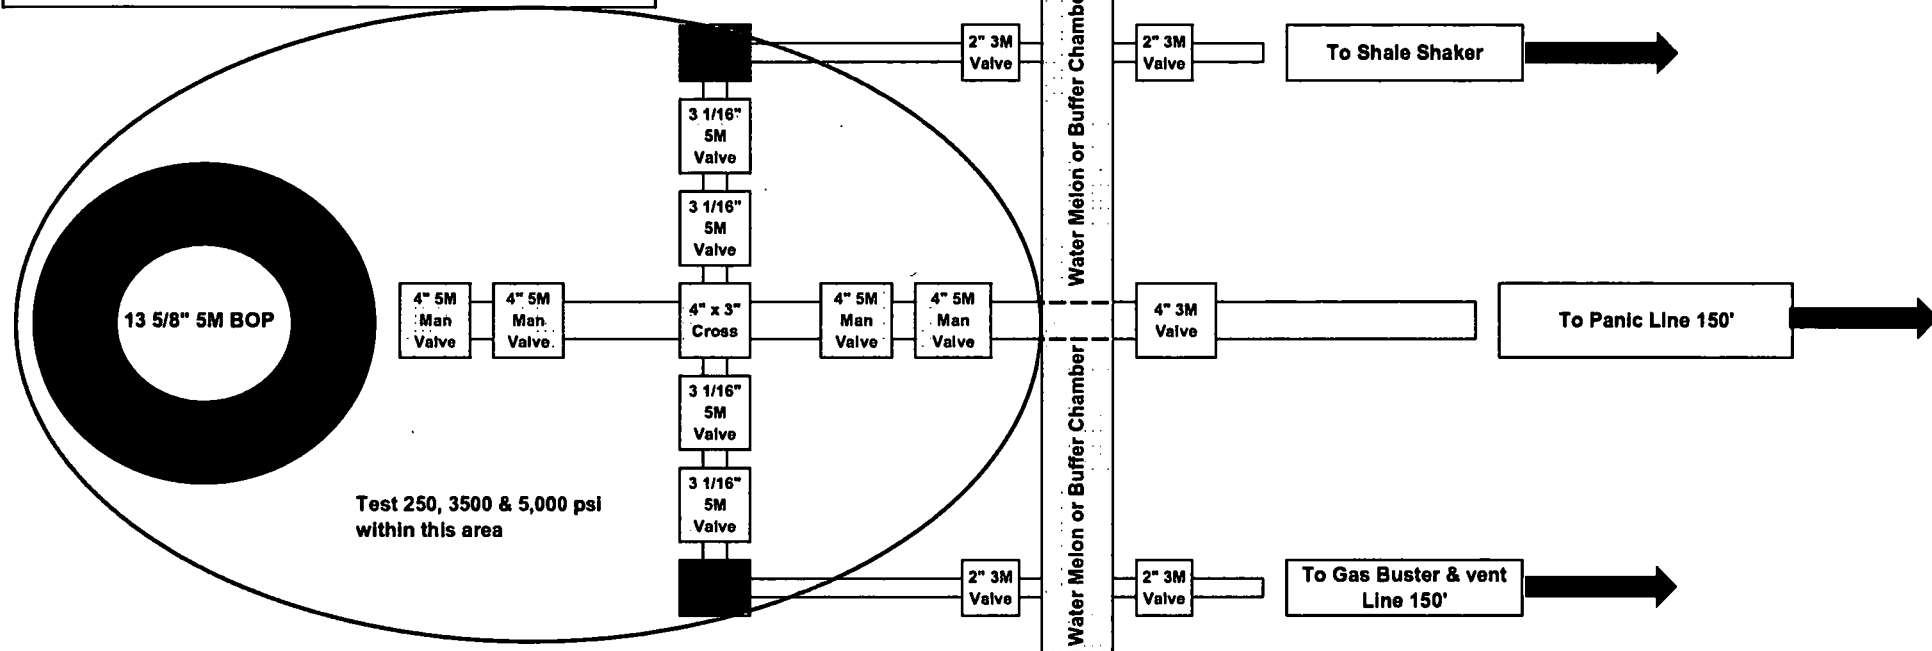 2" 3M
Valve
2" 3M
Valve
To Shale Shaker
3 1/16"
5M
Valve
3 1/16"
5M
Valve
Water Melon or Buffer Chambe
13 5/8" 5M BOP
4" 5M
Man
Valve
4" 5M
Man
Valve
4" x 3"
Cross
4" 5M
Man
Valve
4" 5M
Man
Valve
4" 3M
Valve
To Panic Line 150'
3 1/16"
5M
Valve
3 1/16"
5M
Valve
Water Melon or Buffer Chamber
Test 250, 3500 & 5,000 psi
within this area
2" 3M
Valve
2" 3M
Valve
To Gas Buster & vent
Line 150'